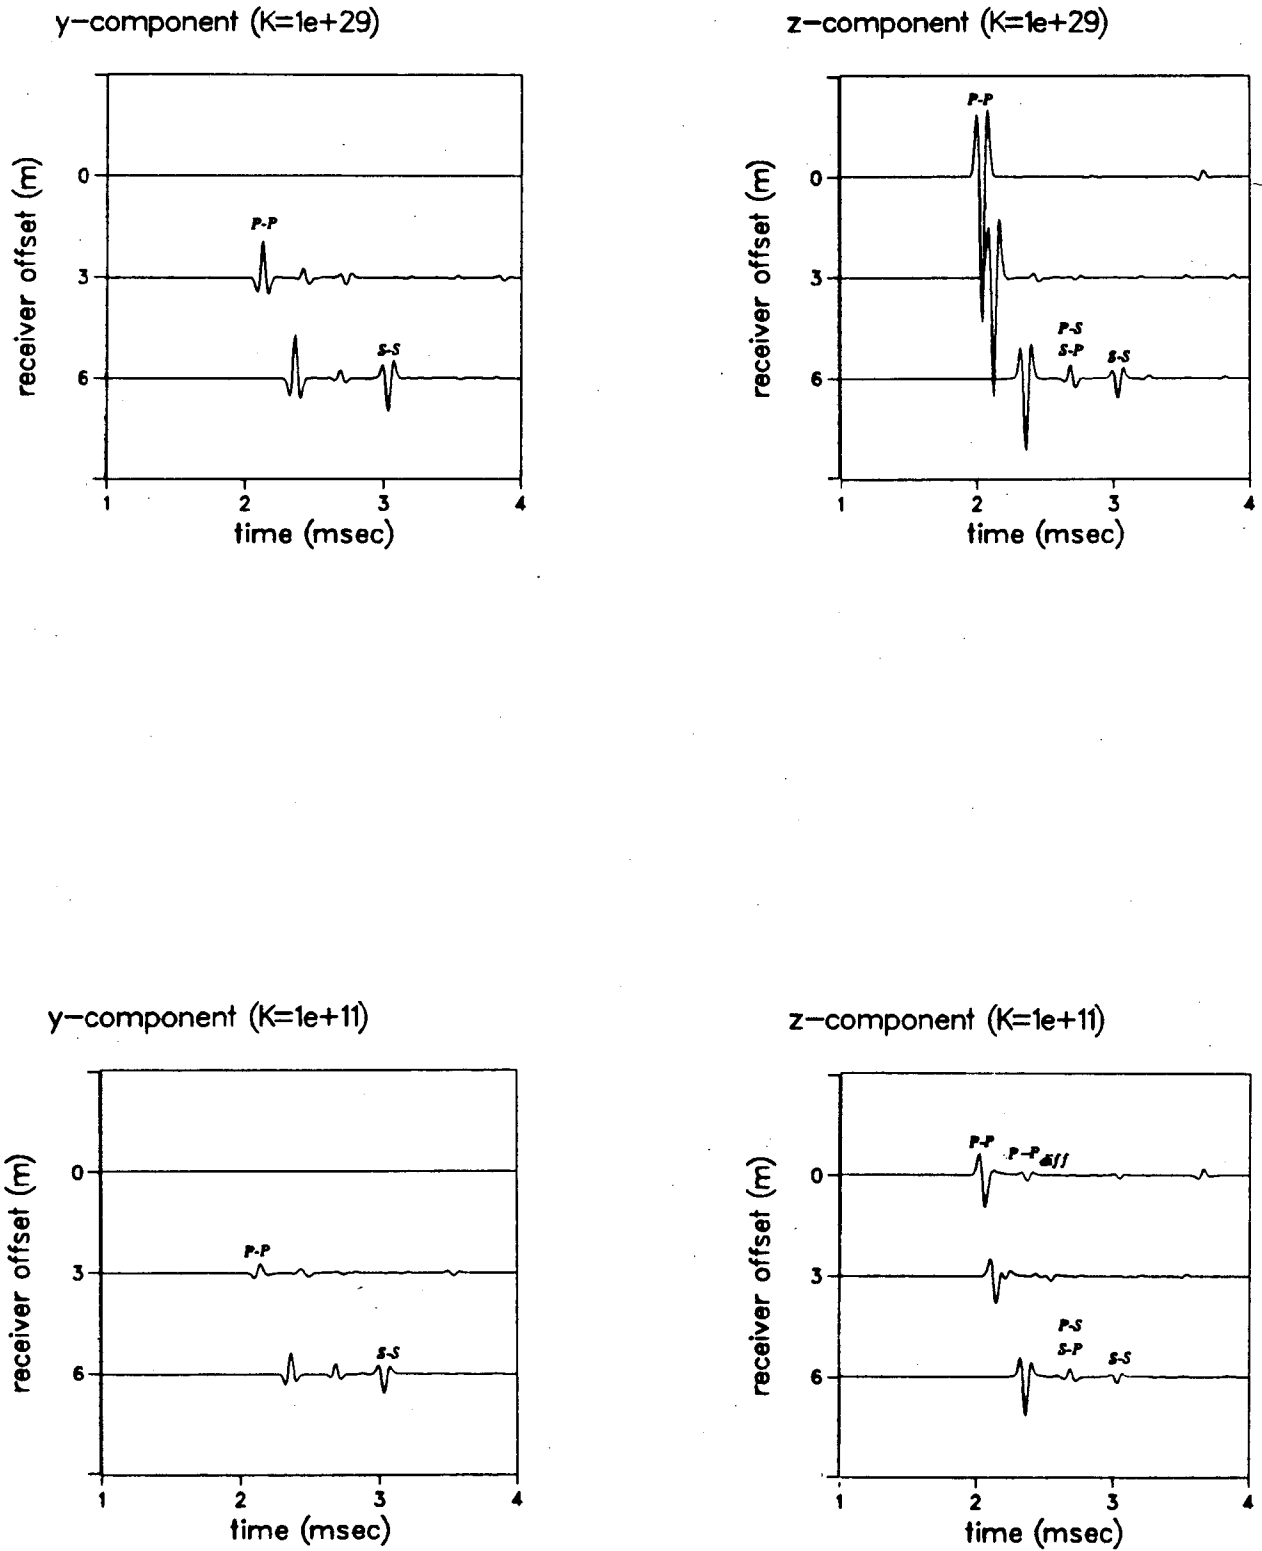 y-component (K=1e+29)
P-P
S-S
0
3
6
receiver offset (m)
1 2 3 4
time (msec)
z-component (K=1e+29)
P-P
P-S
S-P
S-S
0
3
6
receiver offset (m)
1 2 3 4
time (msec)
y-component (K=1e+11)
P-P
S-S
0
3
6
receiver offset (m)
1 2 3 4
time (msec)
z-component (K=1e+11)
P-P
P-P diff
P-S
S-P
S-S
0
3
6
receiver offset (m)
1 2 3 4
time (msec)